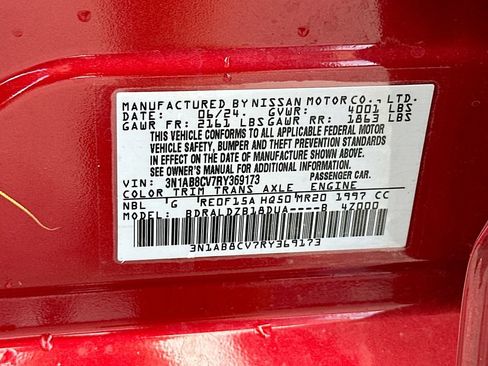 MANUFACTURED BY NISSAN MOTOR CO., LTD.
DATE: 06/24. GVWR: 4001 LBS
GAWR FR: 2161 LBS GAWR RR: 1863 LBS
THIS VEHICLE CONFORMS TO ALL APPLICABLE FEDERAL MOTOR
VEHICLE SAFETY, BUMPER AND THEFT PREVENTION STANDARDS
IN EFFECT ON THE DATE OF MANUFACTURE SHOWN ABOVE.
SEE OWNER'S MANUAL FOR ADDITIONAL INFORMATION
VIN: 3N1AB8CV7RY369173 PASSENGER CAR.
COLOR TRIM TRANS AXLE ENGINE
NBL 'G RE0F15A HQ50 MR20 1997 CC
MODEL: BDRALDZB18DUA----B 4Z000
3N1AB8CV7RY369173